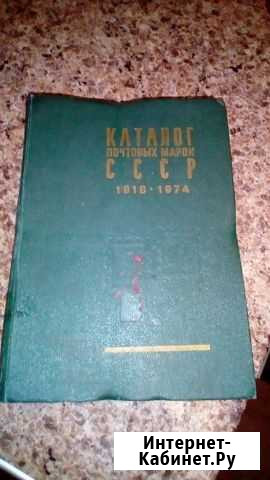 КАТАЛОГ
ПОЧТОВЫХ МАРОК
СССР
1918·1974
Интернет-
Кабинет.Ру